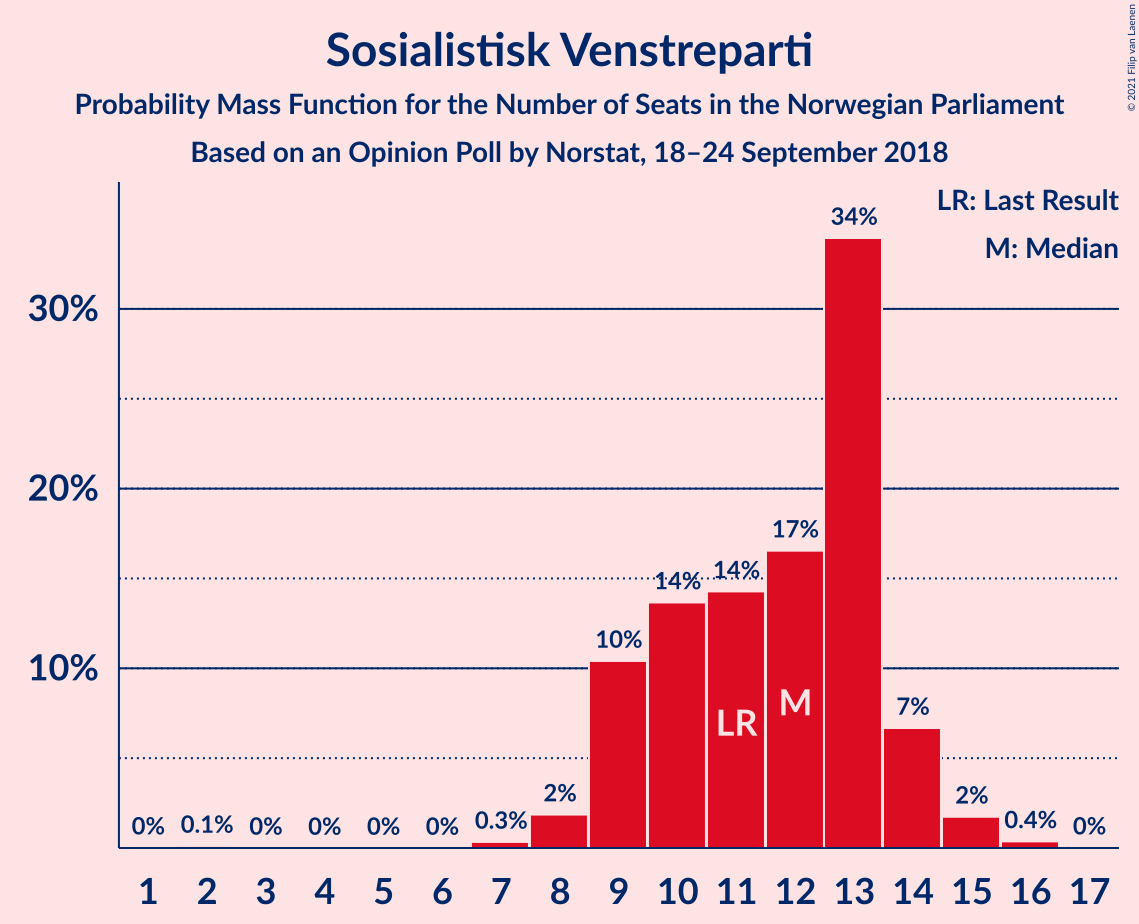 Sosialistisk Venstreparti
Probability Mass Function for the Number of Seats in the Norwegian Parliament
Based on an Opinion Poll by Norstat, 18–24 September 2018
© 2021 Filip van Laenen
LR: Last Result
M: Median
30%
20%
10%
0%
0.1%
0%
0%
0%
0%
0.3%
2%
10%
14%
14%
17%
34%
7%
2%
0.4%
0%
LR
M
1 2 3 4 5 6 7 8 9 10 11 12 13 14 15 16 17